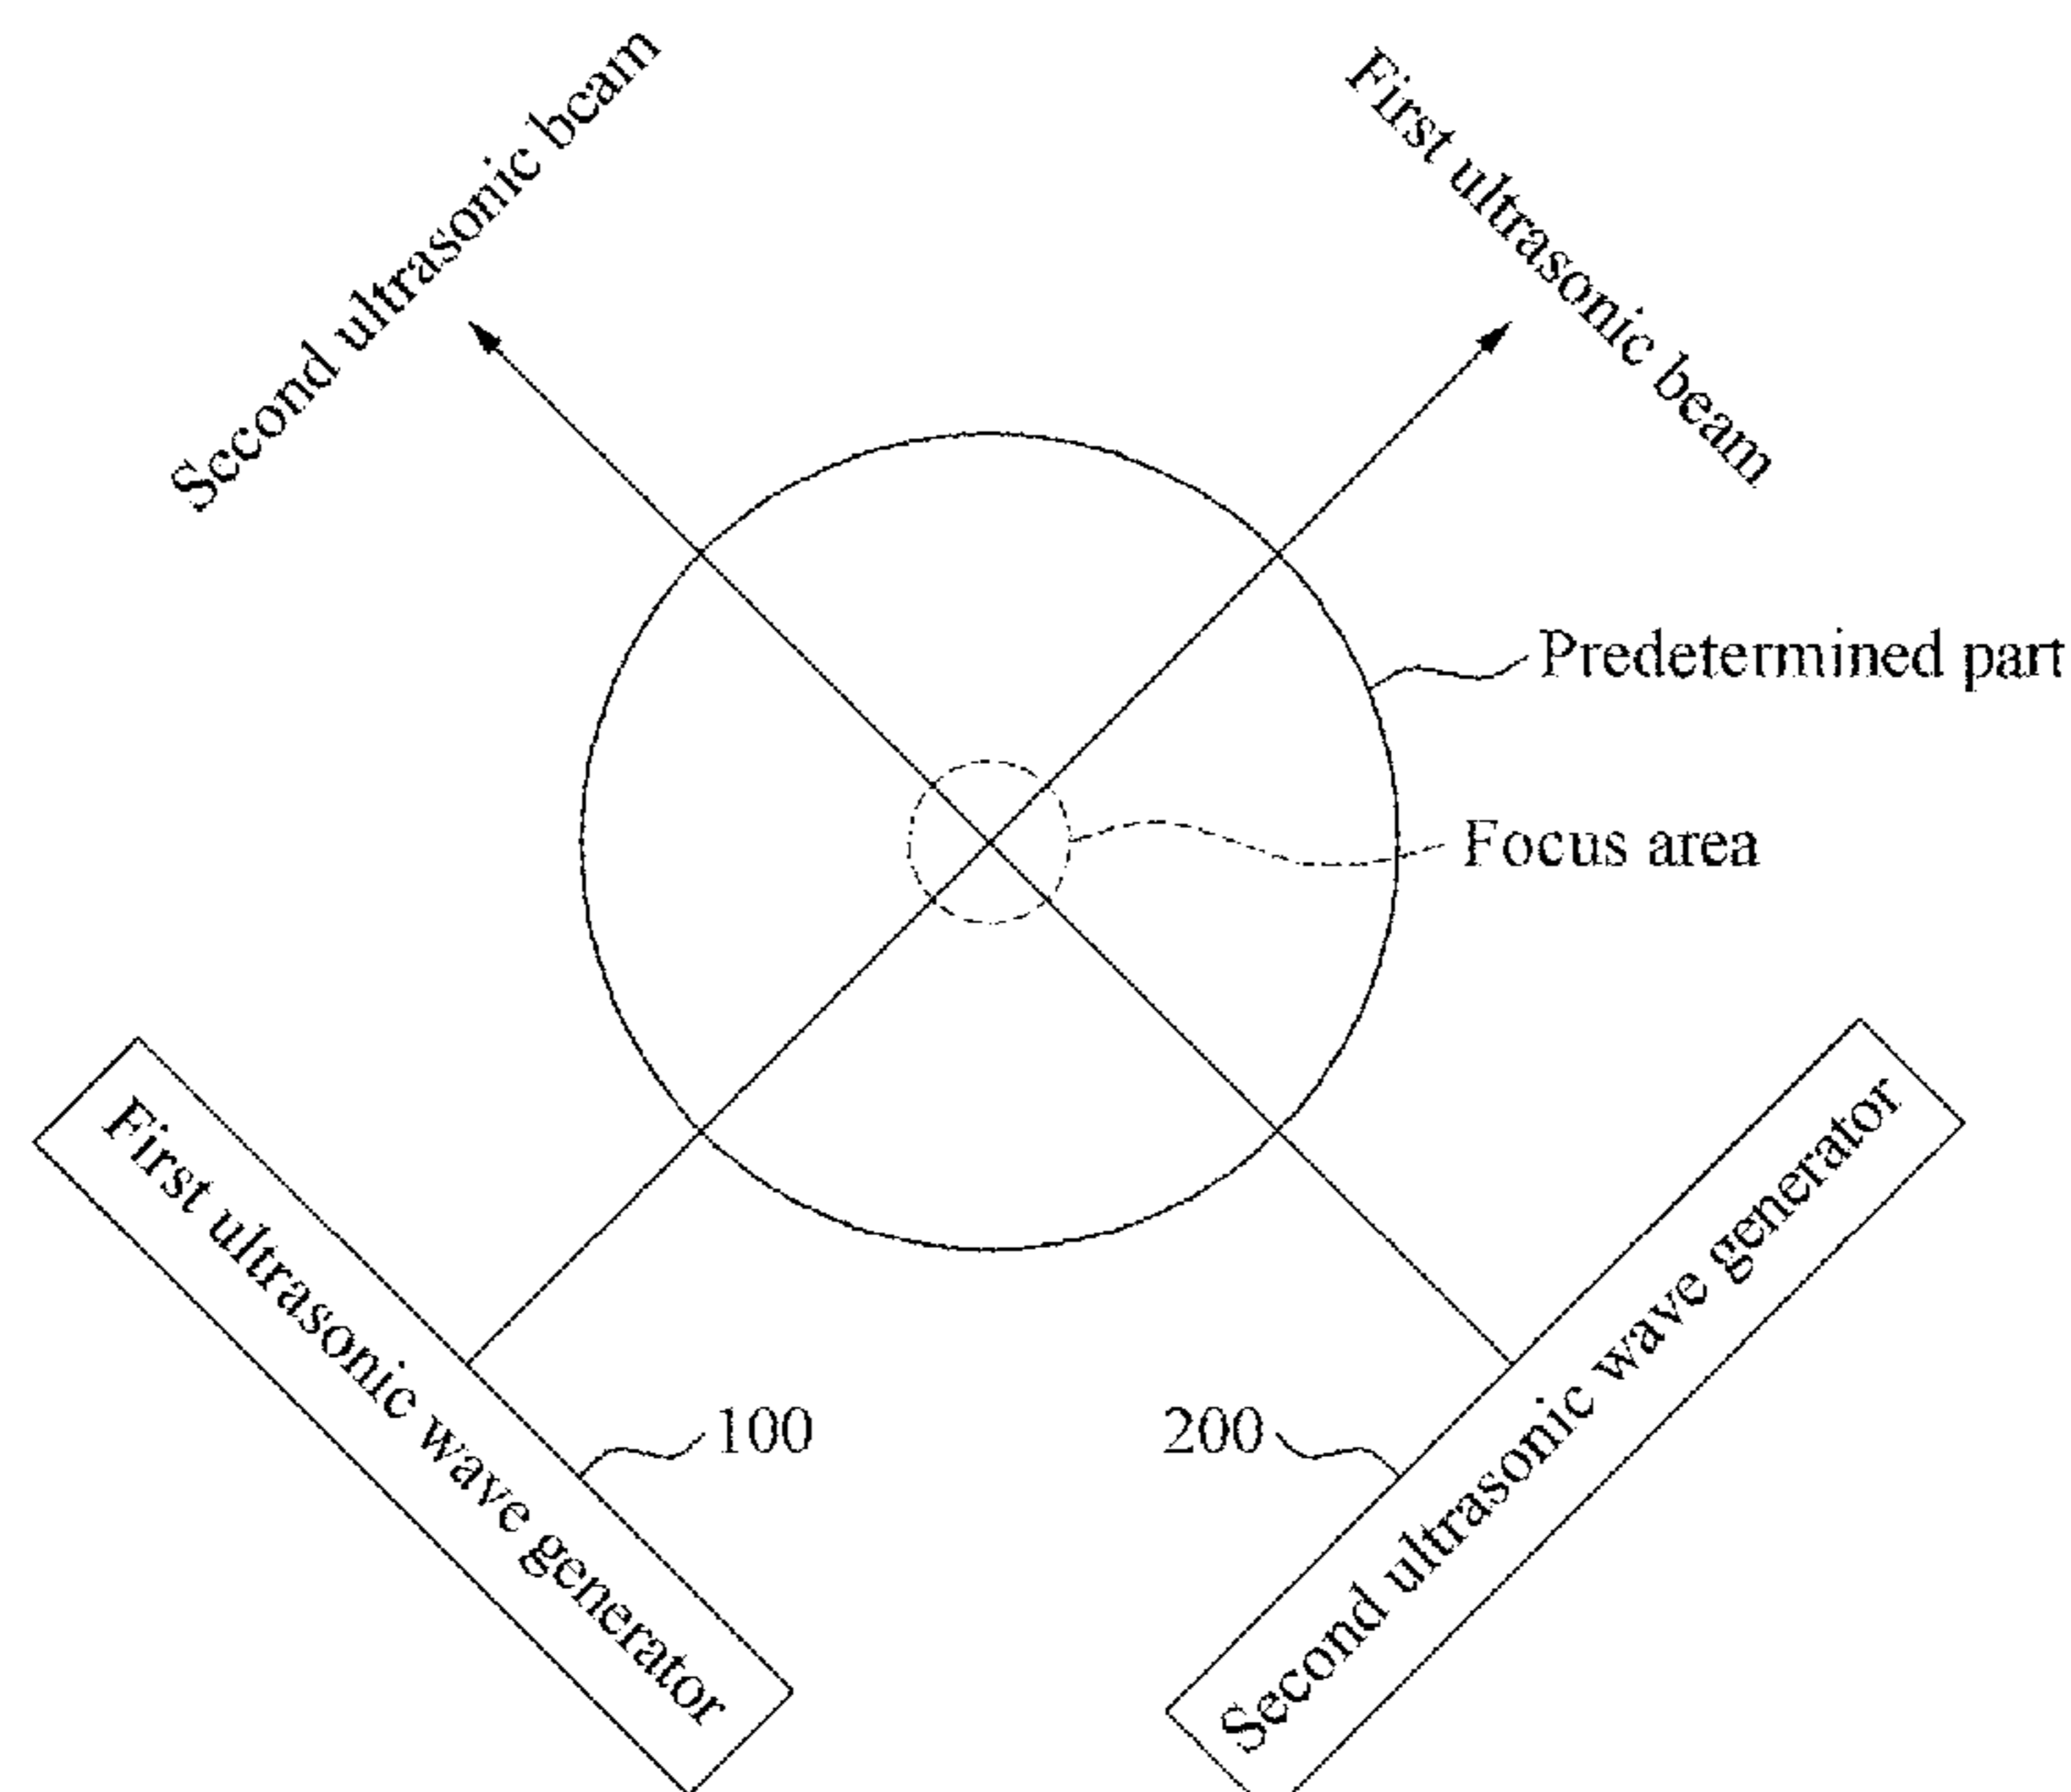 Second ultrasonic beam
First ultrasonic beam
Predetermined part
Focus area
First ultrasonic wave generator
100
200
Second ultrasonic wave generator